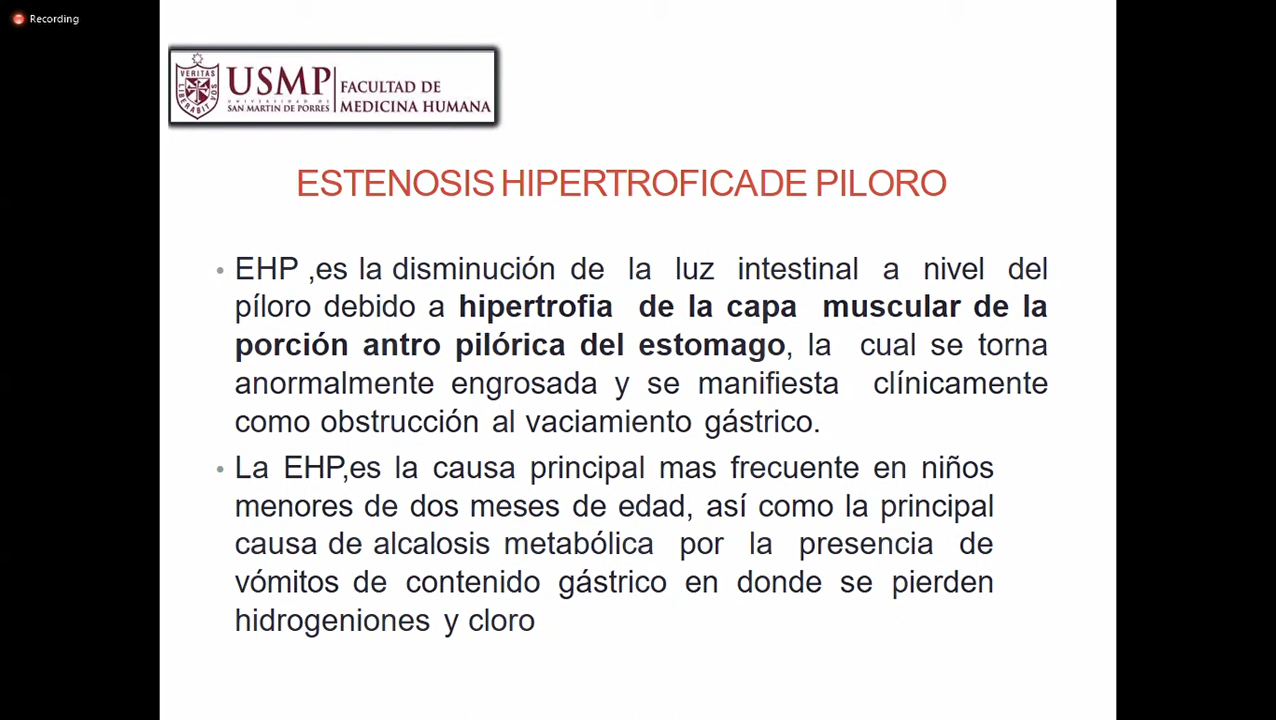 Recording
VERITAS
LIBERABIT VOS
USMP
UNIVERSIDAD DE
SAN MARTIN DE PORRES
FACULTAD DE
MEDICINA HUMANA
ESTENOSIS HIPERTROFICADE PILORO
• EHP ,es la disminución de la luz intestinal a nivel del
píloro debido a hipertrofia de la capa muscular de la
porción antro pilórica del estomago, la cual se torna
anormalmente engrosada y se manifiesta clínicamente
como obstrucción al vaciamiento gástrico.
• La EHP,es la causa principal mas frecuente en niños
menores de dos meses de edad, así como la principal
causa de alcalosis metabólica por la presencia de
vómitos de contenido gástrico en donde se pierden
hidrogeniones y cloro